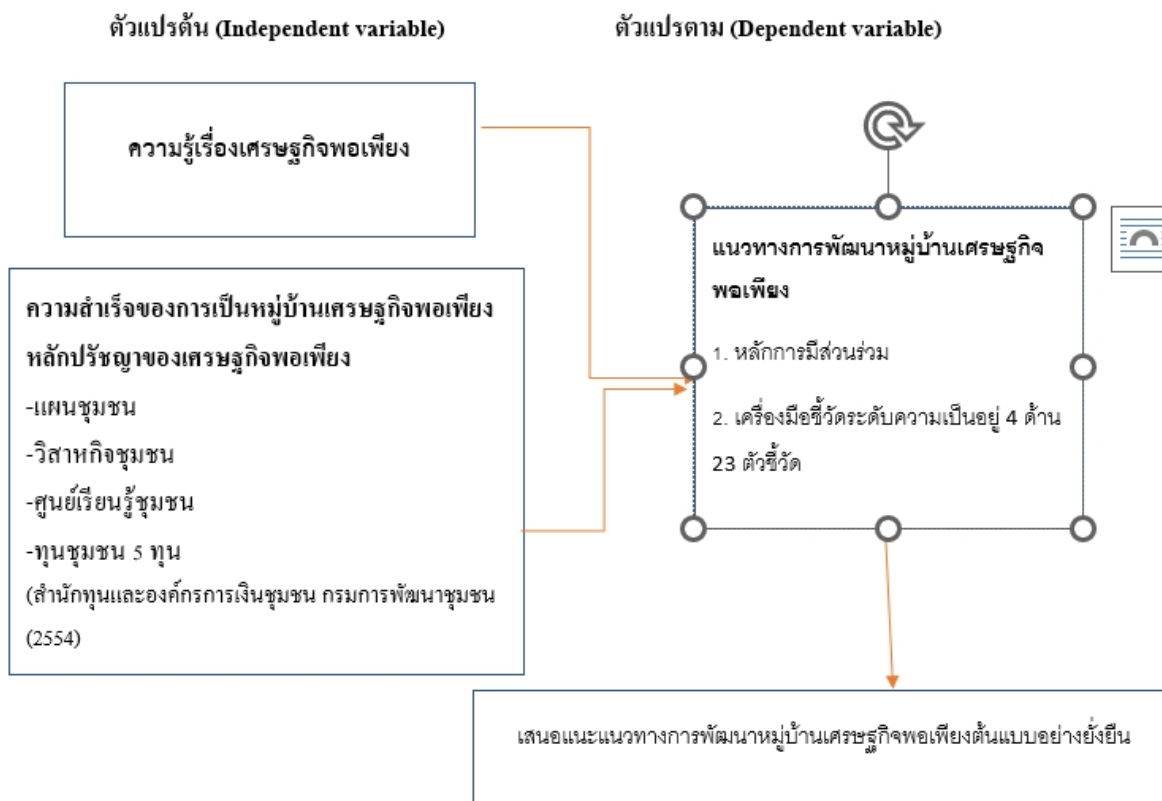 ตัวแปรต้น (Independent variable)
ตัวแปรตาม (Dependent variable)
ความรู้เรื่องเศรษฐกิจพอเพียง
ความสำเร็จของการเป็นหมู่บ้านเศรษฐกิจพอเพียง
หลักปรัชญาของเศรษฐกิจพอเพียง
-แผนชุมชน
-วิสาหกิจชุมชน
-ศูนย์เรียนรู้ชุมชน
-ทุนชุมชน 5 ทุน
(สำนักทุนและองค์กรการเงินชุมชน กรมการพัฒนาชุมชน
(2554)
แนวทางการพัฒนาหมู่บ้านเศรษฐกิจ
พอเพียง
1. หลักการมีส่วนร่วม
2. เครื่องมือชี้วัดระดับความเป็นอยู่ 4 ด้าน
23 ตัวชี้วัด
เสนอแนะแนวทางการพัฒนาหมู่บ้านเศรษฐกิจพอเพียงต้นแบบอย่างยั่งยืน